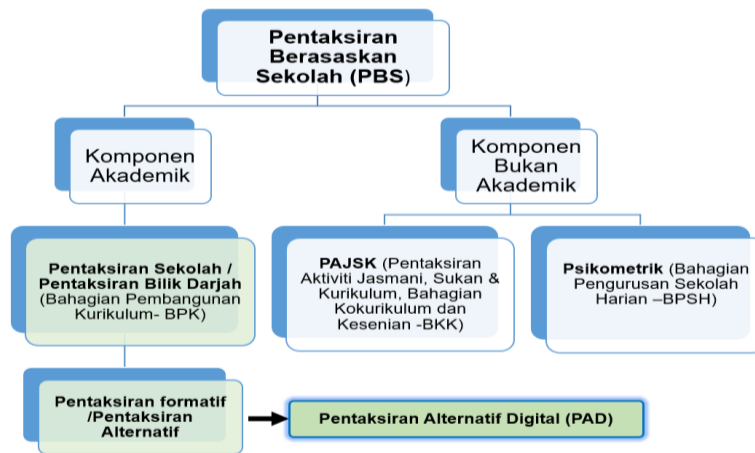 Pentaksiran
Berasaskan
Sekolah (PBS)
Komponen
Akademik
Komponen
Bukan
Akademik
Pentaksiran Sekolah /
Pentaksiran Bilik Darjah
(Bahagian Pembangunan
Kurikulum- BPK)
PAJSK (Pentaksiran
Aktiviti Jasmani, Sukan &
Kurikulum, Bahagian
Kokurikulum dan
Kesenian -BKK)
Psikometrik (Bahagian
Pengurusan Sekolah
Harian –BPSH)
Pentaksiran formatif
/Pentaksiran
Alternatif
Pentaksiran Alternatif Digital (PAD)